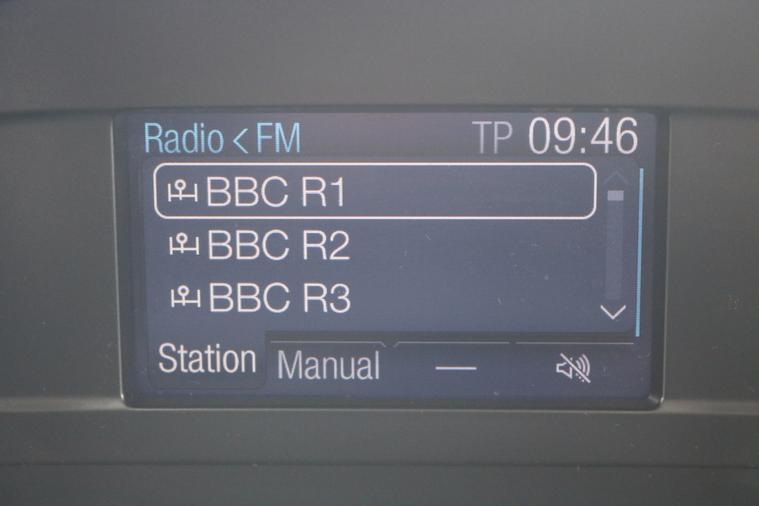 Radio < FM TP 09:46
BBC R1
BBC R2
BBC R3
Station Manual —